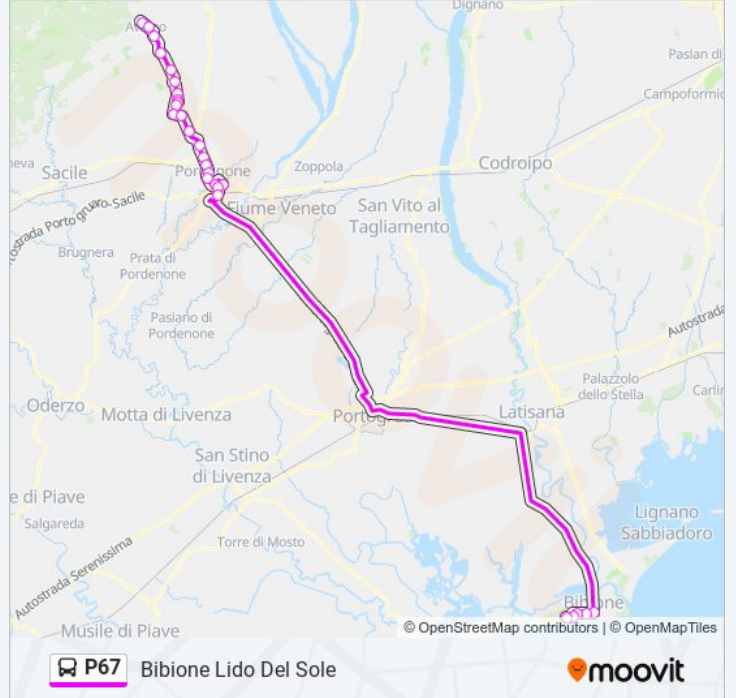 Dignano
Pasian di
Campoformic
Codroipo
Zoppola
Sacile
Pordenone
Fiume Veneto
San Vito al
Tagliamento
Autostrada Portogruaro-Sacile
Brugnera
Prata di
Pordenone
Pasiano di
Pordenone
Autostrada
Palazzolo
dello Stella
Carlin
Oderzo
Motta di Livenza
Latisana
San Stino
di Livenza
e di Piave
Salgareda
Lignano
Sabbiadoro
Torre di Mosto
Autostrada Serenissima
Bibione
© OpenStreetMap contributors | © OpenMapTiles
Musile di Piave
P67 Bibione Lido Del Sole
moovit